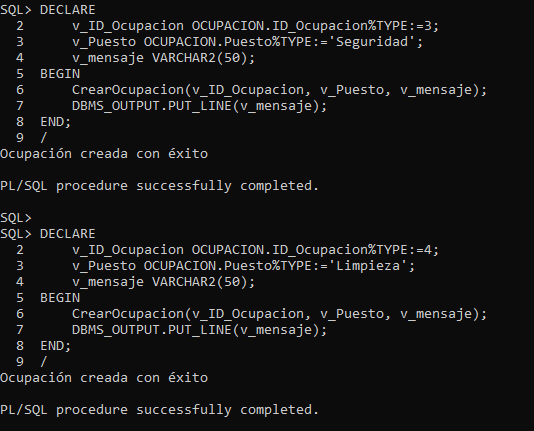 SQL> DECLARE
  2      v_ID_Ocupacion OCUPACION.ID_Ocupacion%TYPE:=3;
  3      v_Puesto OCUPACION.Puesto%TYPE:='Seguridad';
  4      v_mensaje VARCHAR2(50);
  5  BEGIN
  6      CrearOcupacion(v_ID_Ocupacion, v_Puesto, v_mensaje);
  7      DBMS_OUTPUT.PUT_LINE(v_mensaje);
  8  END;
  9  /
Ocupación creada con éxito

PL/SQL procedure successfully completed.

SQL>
SQL> DECLARE
  2      v_ID_Ocupacion OCUPACION.ID_Ocupacion%TYPE:=4;
  3      v_Puesto OCUPACION.Puesto%TYPE:='Limpieza';
  4      v_mensaje VARCHAR2(50);
  5  BEGIN
  6      CrearOcupacion(v_ID_Ocupacion, v_Puesto, v_mensaje);
  7      DBMS_OUTPUT.PUT_LINE(v_mensaje);
  8  END;
  9  /
Ocupación creada con éxito

PL/SQL procedure successfully completed.